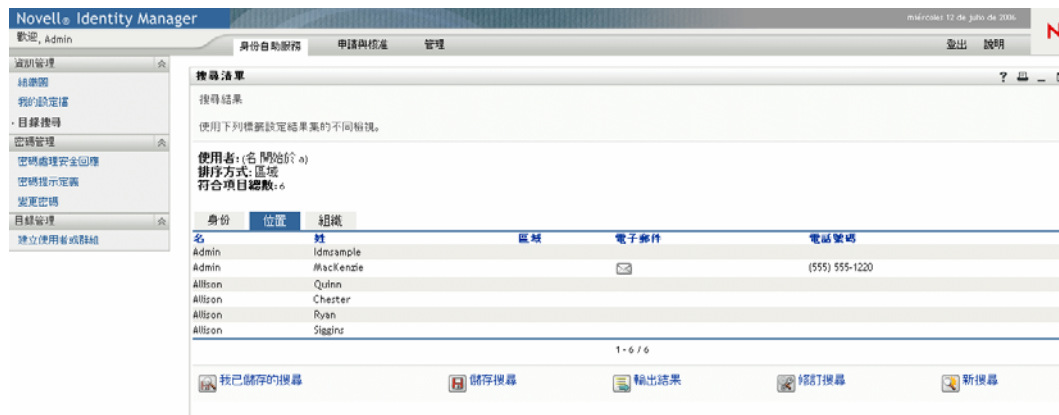 Novell® Identity Manager
miércoles 12 de julio de 2006
歡迎, Admin
身份自助服務 申請與核准 管理 登出 說明
資訊管理
組織圖
我的設定檔
目錄搜尋
密碼管理
密碼處理安全回應
密碼提示定義
變更密碼
目錄管理
建立使用者或群組
搜尋清單 ?
搜尋結果
使用下列標籤設定結果集的不同檢視。
使用者: (名 開始於 a)
排序方式: 區域
符合項目總數: 6
身份 位置 組織
名 姓 區域 電子郵件 電話號碼
Admin Idmsample
Admin MacKenzie (555) 555-1220
Allison Quinn
Allison Chester
Allison Ryan
Allison Siggins
1 - 6 / 6
我已儲存的搜尋 儲存搜尋 輸出結果 修訂搜尋 新搜尋